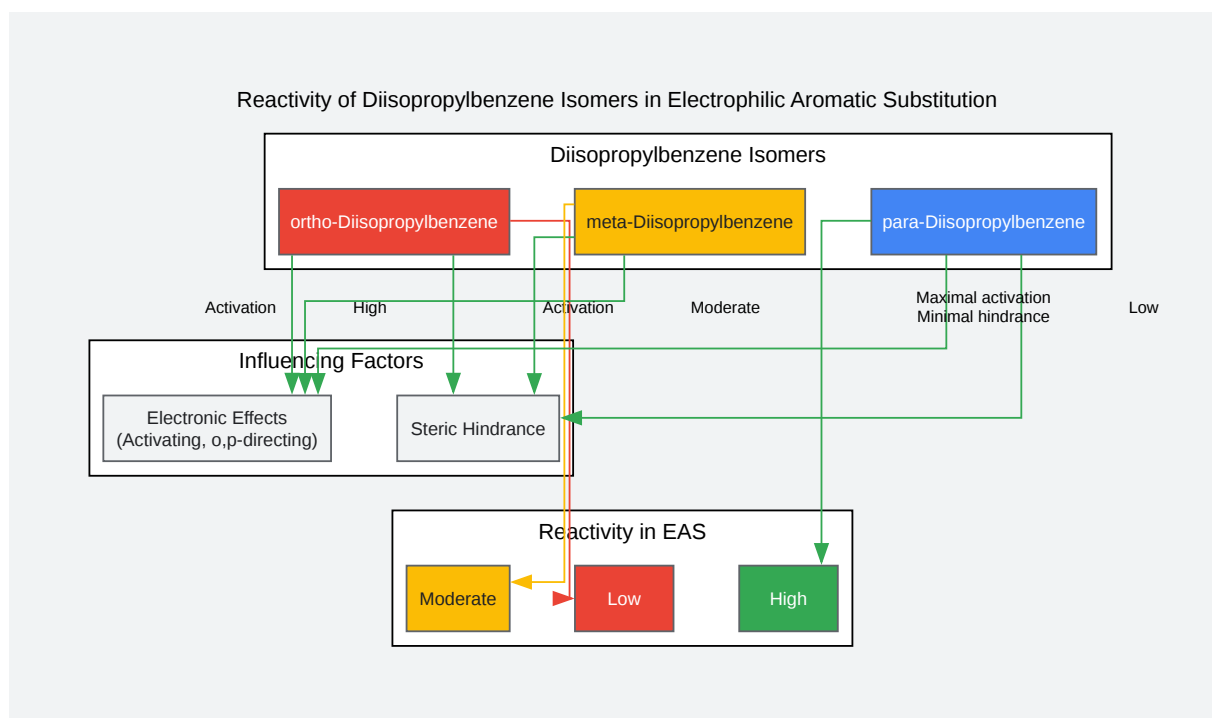 Reactivity of Diisopropylbenzene Isomers in Electrophilic Aromatic Substitution
Diisopropylbenzene Isomers
ortho-Diisopropylbenzene
meta-Diisopropylbenzene
para-Diisopropylbenzene
Activation
High
Activation
Moderate
Maximal activation
Minimal hindrance
Low
Influencing Factors
Electronic Effects
(Activating, o,p-directing)
Steric Hindrance
Reactivity in EAS
Moderate
Low
High